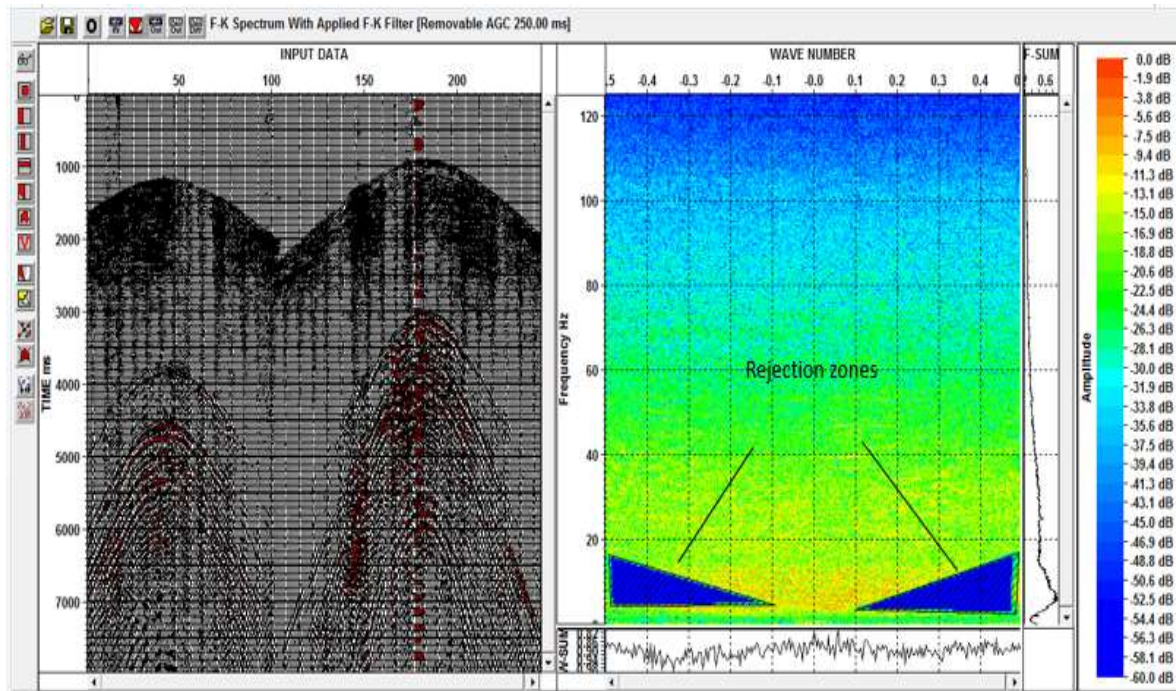 F-K Spectrum With Applied F-K Filter [Removable AGC 250.00 ms]
INPUT DATA
50 150 200
TIME ms
0
1000
2000
3000
4000
5000
6000
7000
WAVE NUMBER
.5 -0.4 -0.3 -0.2 -0.1 -0.0 0.1 0.2 0.3 0.4
Frequency Hz
120
100
80
60
40
20
Rejection zones
F-SUM
0.6
W-SUM
Amplitude
0.0 dB
-1.9 dB
-3.8 dB
-5.6 dB
-7.5 dB
-9.4 dB
-11.3 dB
-15.0 dB
-16.9 dB
-18.8 dB
-20.6 dB
-22.5 dB
-24.4 dB
-26.3 dB
-28.1 dB
-30.0 dB
-31.9 dB
-33.8 dB
-35.6 dB
-37.5 dB
-39.4 dB
-41.3 dB
-45.0 dB
-46.9 dB
-48.8 dB
-50.6 dB
-52.5 dB
-54.4 dB
-56.3 dB
-58.1 dB
-60.0 dB